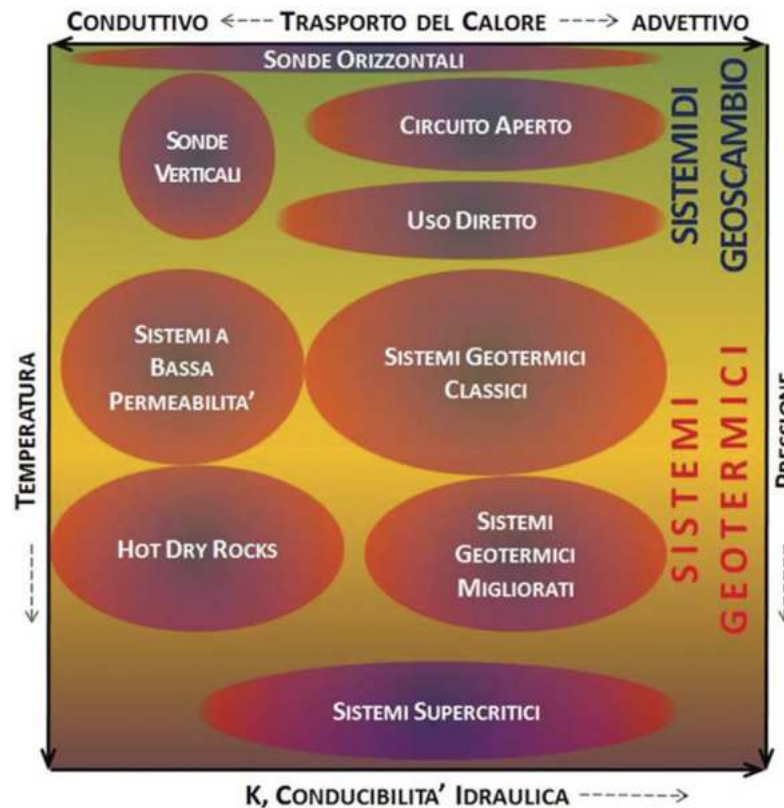 CONDUTTIVO <---- TRASPORTO DEL CALORE ----> ADVETTIVO
SONDE ORIZZONTALI
SONDE
VERTICALI
CIRCUITO APERTO
USO DIRETTO
SISTEMI DI
GEOSCAMBIO
SISTEMI A
BASSA
PERMEABILITA'
SISTEMI GEOTERMICI
CLASSICI
HOT DRY ROCKS
SISTEMI
GEOTERMICI
MIGLIORATI
SISTEMI
GEOTERMICI
SISTEMI SUPERCRITICI
TEMPERATURA
PRESSIONE
K, CONDUCIBILITA' IDRAULICA